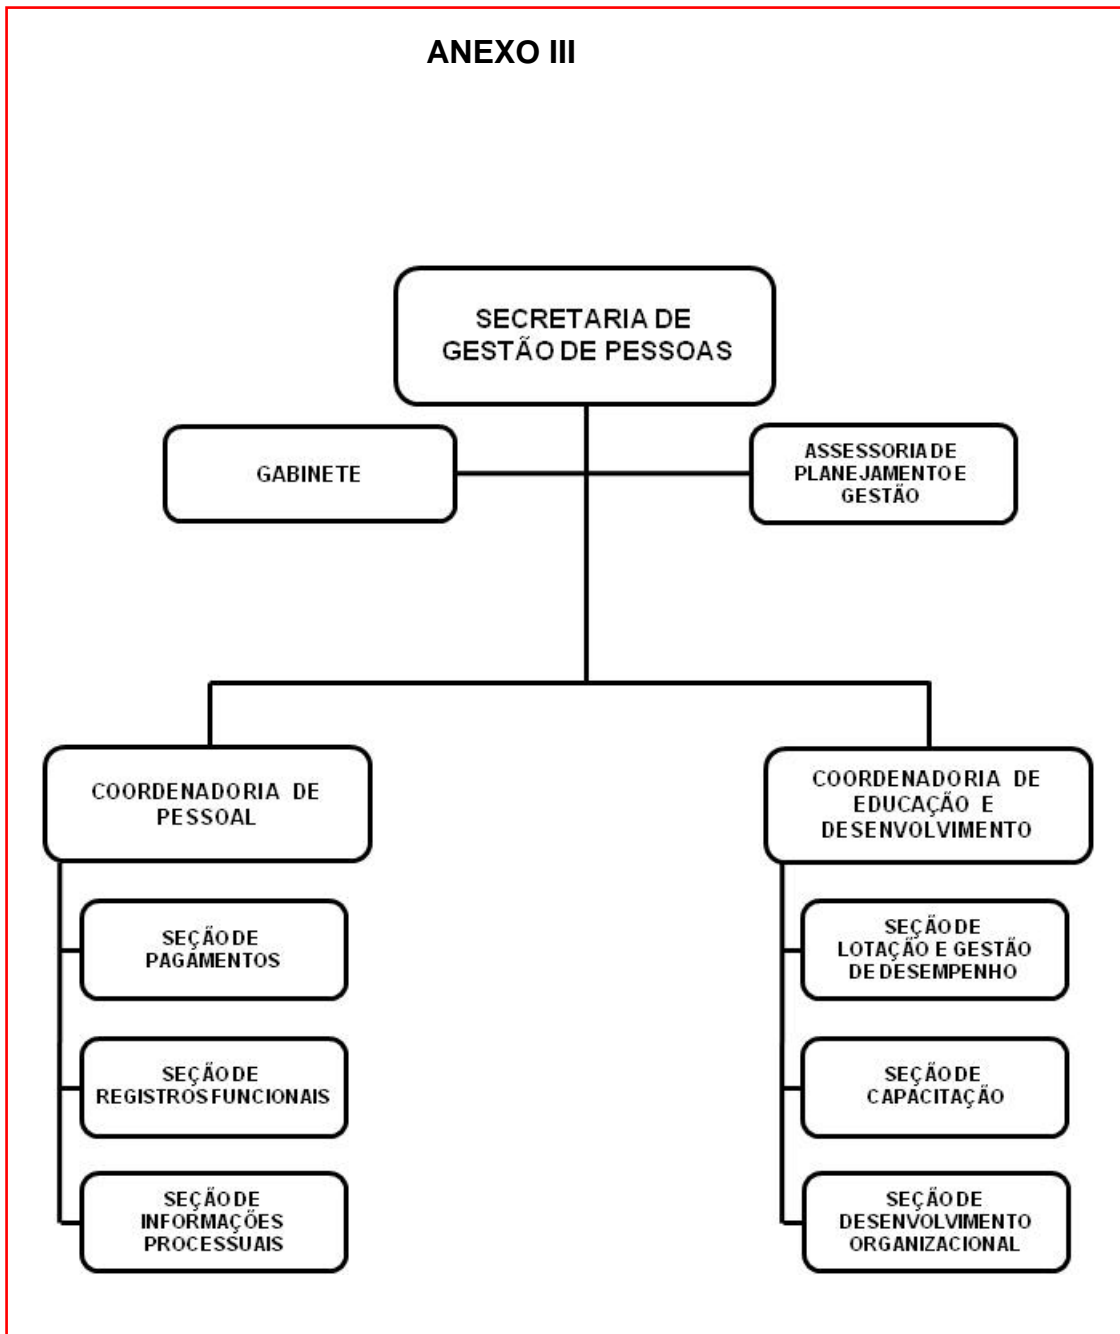 ANEXO III
SECRETARIA DE
GESTÃO DE PESSOAS
GABINETE
ASSESSORIA DE
PLANEJAMENTO E
GESTÃO
COORDENADORIA DE
PESSOAL
COORDENADORIA DE
EDUCAÇÃO E
DESENVOLVIMENTO
SEÇÃO DE
PAGAMENTOS
SEÇÃO DE
REGISTROS FUNCIONAIS
SEÇÃO DE
INFORMAÇÕES
PROCESSUAIS
SEÇÃO DE
LOTAÇÃO E GESTÃO
DE DESEMPENHO
SEÇÃO DE
CAPACITAÇÃO
SEÇÃO DE
DESENVOLVIMENTO
ORGANIZACIONAL